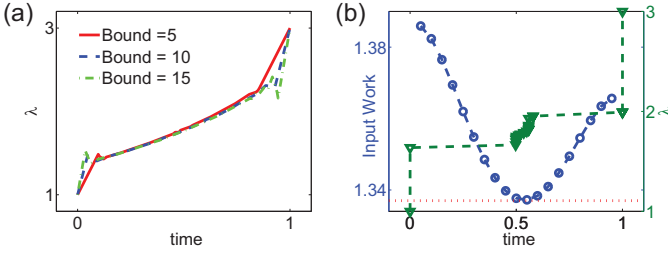 (a)
3
λ
1
Bound =5
Bound = 10
Bound = 15
0
1
time
(b)
1.38
Input Work
1.34
3
2
λ
1
0
0.5
1
time